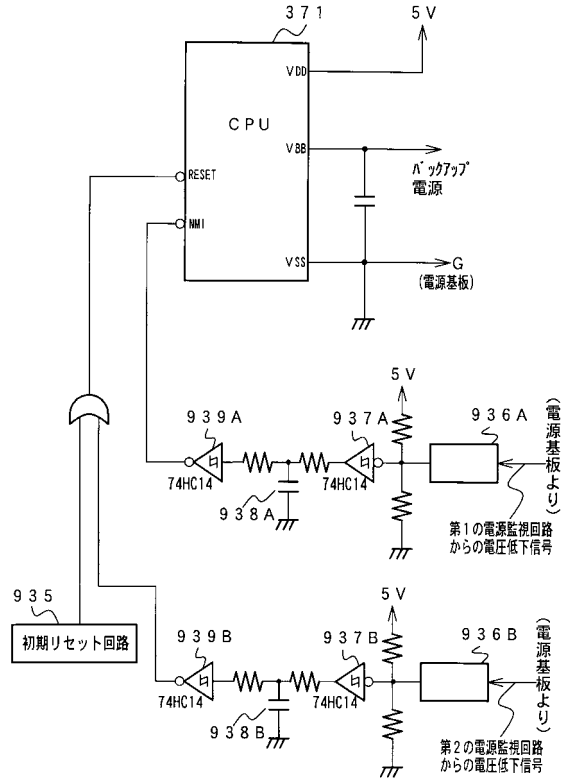 371
5V
VDD
CPU
VBB
バックアップ
電源
RESET
NMI
VSS
G
(電源基板)
5V
939A
937A
936A
(電源基板より)
74HC14
74HC14
938A
第1の電源監視回路
からの電圧低下信号
935
初期リセット回路
5V
939B
937B
936B
(電源基板より)
74HC14
74HC14
938B
第2の電源監視回路
からの電圧低下信号